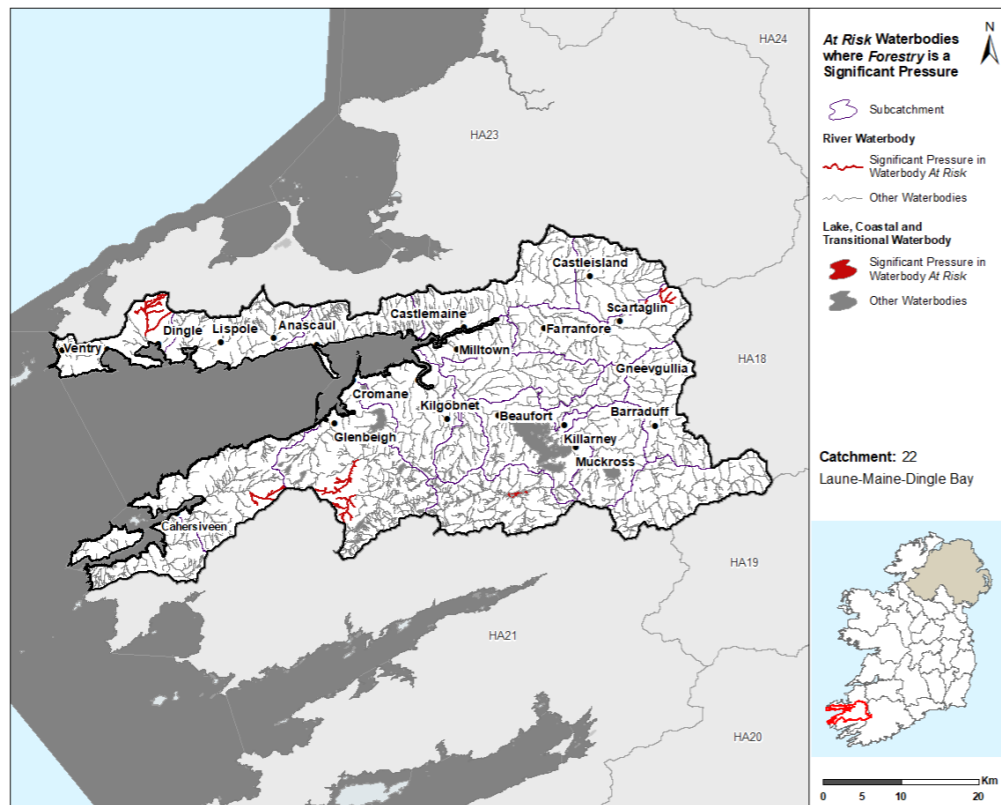 HA24
HA23
Castleisland
Scartaglin
Castlemaine
Anascaul
Lispole
Dingle
Ventry
Farranfore
Milltown
HA18
Gneevgullia
Cromane
Kilgobnet
Beaufort
Barraduff
Glenbeigh
Killarney
Muckross
Cahersiveen
HA19
HA21
HA20
At Risk Waterbodies
where Forestry is a
Significant Pressure
N
Subcatchment
River Waterbody
Significant Pressure in
Waterbody At Risk
Other Waterbodies
Lake, Coastal and
Transitional Waterbody
Significant Pressure in
Waterbody At Risk
Other Waterbodies
Catchment: 22
Laune-Maine-Dingle Bay
Km
0 5 10 20